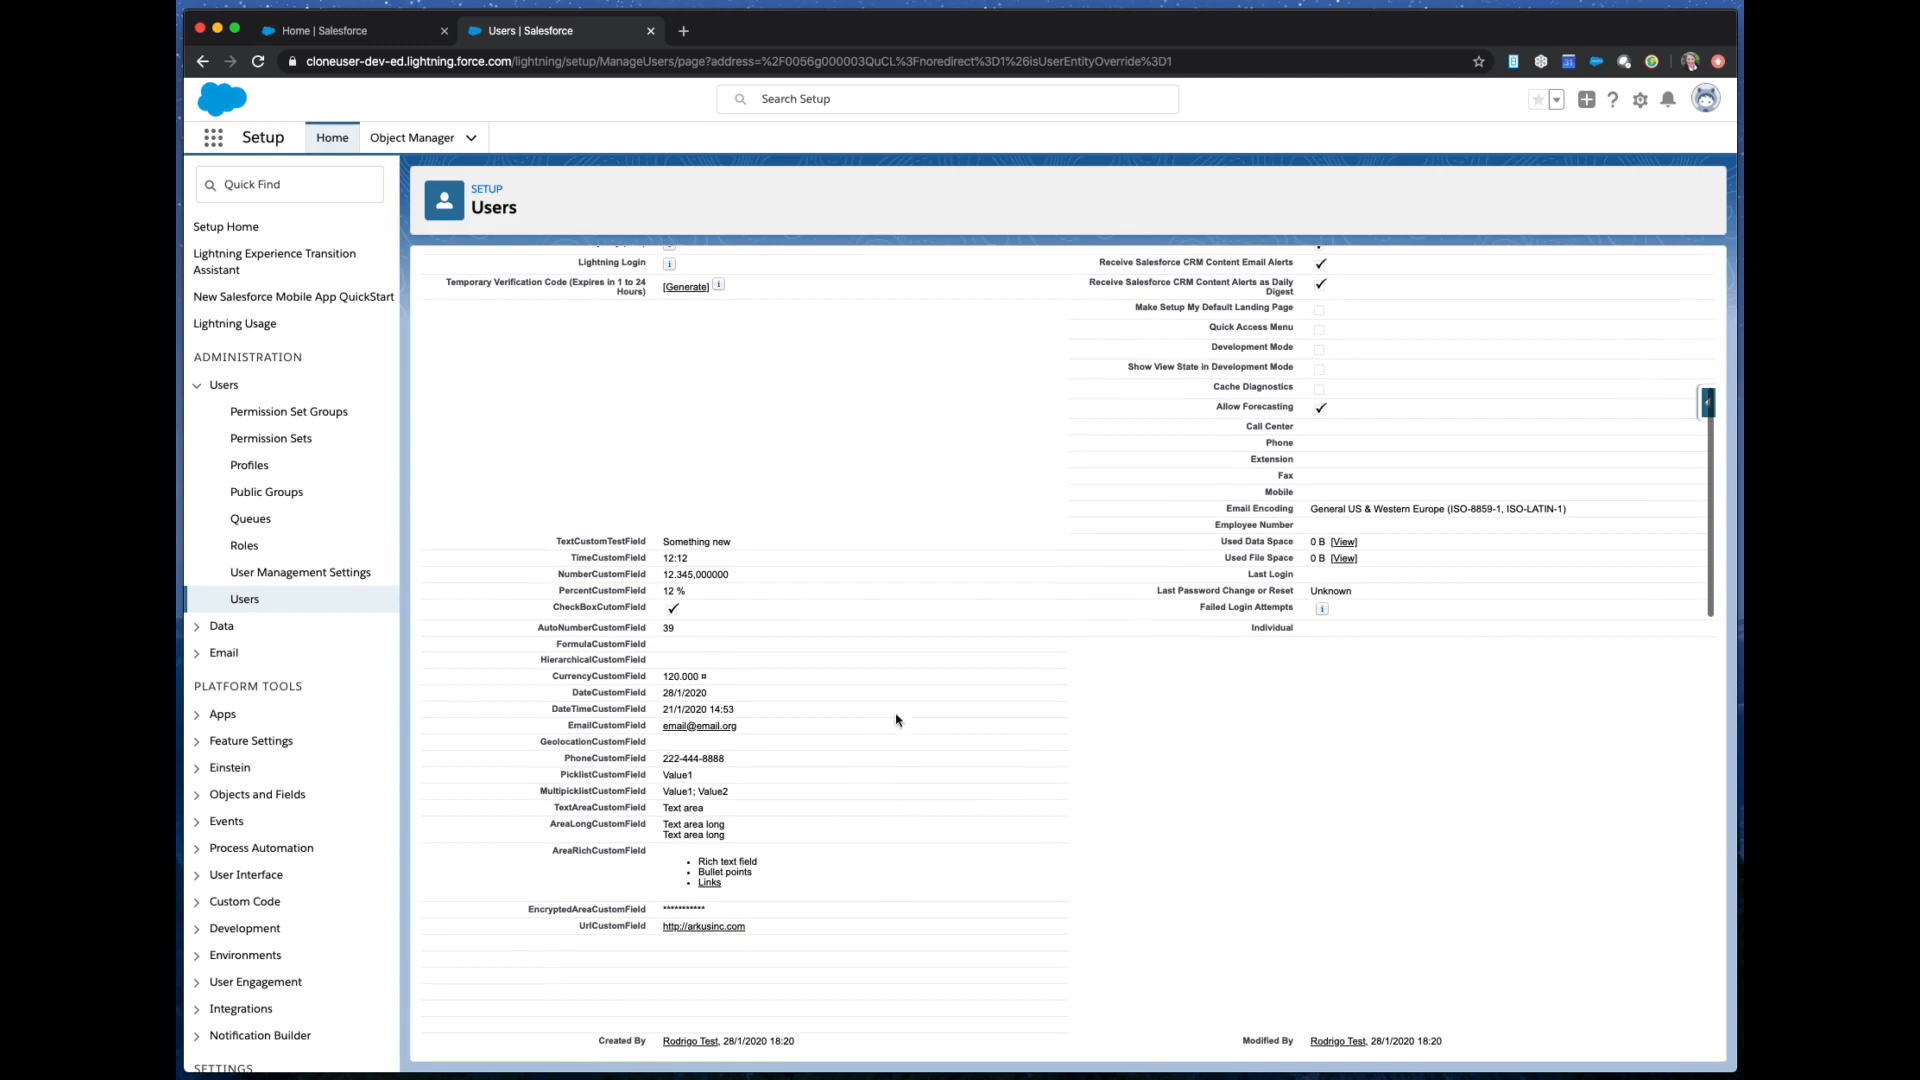 Home | Salesforce
Users | Salesforce
cloneuser-dev-ed.lightning.force.com/lightning/setup/ManageUsers/page?address=%2F0056g000003QuCL%3Fnoredirect%3D1%26isUserEntityOverride%3D1
Search Setup
Setup
Home
Object Manager
Quick Find
Setup Home
Lightning Experience Transition
Assistant
New Salesforce Mobile App QuickStart
Lightning Usage
ADMINISTRATION
Users
Permission Set Groups
Permission Sets
Profiles
Public Groups
Queues
Roles
User Management Settings
Users
Data
Email
PLATFORM TOOLS
Apps
Feature Settings
Einstein
Objects and Fields
Events
Process Automation
User Interface
Custom Code
Development
Environments
User Engagement
Integrations
Notification Builder
SETTINGS
SETUP
Users
Lightning Login
Temporary Verification Code (Expires in 1 to 24
Hours)
[Generate]
TextCustomTestField Something new
TimeCustomField 12:12
NumberCustomField 12.345,000000
PercentCustomField 12 %
CheckBoxCutomField
AutoNumberCustomField 39
FormulaCustomField
HierarchicalCustomField
CurrencyCustomField 120.000 ¤
DateCustomField 28/1/2020
DateTimeCustomField 21/1/2020 14:53
EmailCustomField email@email.org
GeolocationCustomField
PhoneCustomField 222-444-8888
PicklistCustomField Value1
MultipicklistCustomField Value1; Value2
TextAreaCustomField Text area
AreaLongCustomField Text area long
Text area long
AreaRichCustomField
• Rich text field
• Bullet points
• Links
EncryptedAreaCustomField ***********
UrlCustomField http://arkusinc.com
Created By Rodrigo Test, 28/1/2020 18:20
Receive Salesforce CRM Content Email Alerts
Receive Salesforce CRM Content Alerts as Daily
Digest
Make Setup My Default Landing Page
Quick Access Menu
Development Mode
Show View State in Development Mode
Cache Diagnostics
Allow Forecasting
Call Center
Phone
Extension
Fax
Mobile
Email Encoding General US & Western Europe (ISO-8859-1, ISO-LATIN-1)
Employee Number
Used Data Space 0 B [View]
Used File Space 0 B [View]
Last Login
Last Password Change or Reset Unknown
Failed Login Attempts
Individual
Modified By Rodrigo Test, 28/1/2020 18:20